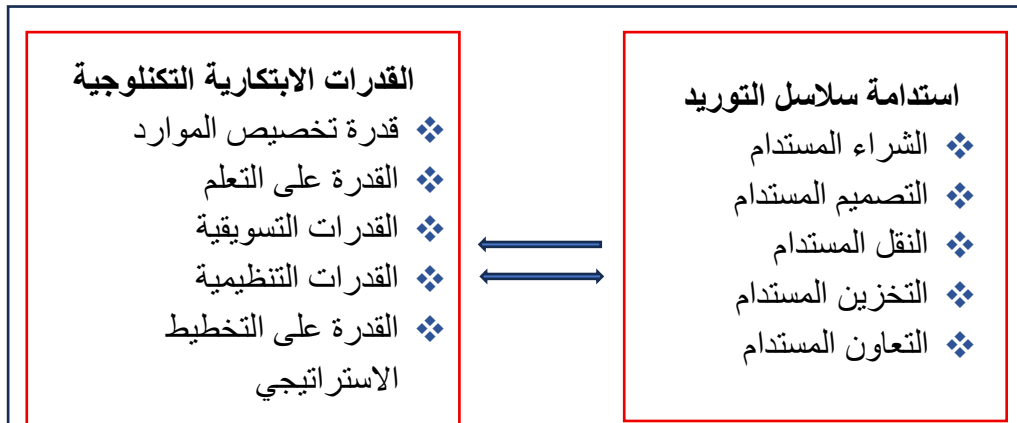 استدامة سلاسل التوريد
❖ الشراء المستدام
❖ التصميم المستدام
❖ النقل المستدام
❖ التخزين المستدام
❖ التعاون المستدام
القدرات الابتكارية التكنلوجية
❖ قدرة تخصيص الموارد
❖ القدرة على التعلم
❖ القدرات التسويقية
❖ القدرات التنظيمية
❖ القدرة على التخطيط
الاستراتيجي